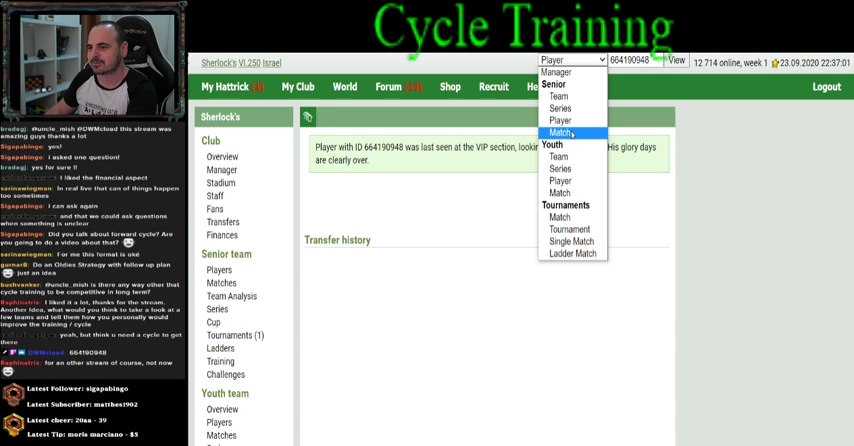 Cycle Training
Sherlock's VI.250 Israel
Player
664190948
View
12 714 online, week 1 23.09.2020 22:37:01
My Hattrick (1)
My Club
World
Forum (33)
Shop
Recruit
He
Logout
Manager
Senior
Team
Series
Player
Match
Youth
Team
Series
Player
Match
Tournaments
Match
Tournament
Single Match
Ladder Match
Sherlock's
Club
Overview
Manager
Stadium
Staff
Fans
Transfers
Finances
Senior team
Players
Matches
Team Analysis
Series
Cup
Tournaments (1)
Ladders
Training
Challenges
Youth team
Overview
Players
Matches
Player with ID 664190948 was last seen at the VIP section, lookin
His glory days
are clearly over.
Transfer history
bradagj: @uncle_mish @DWMcload this stream was
amazing guys thanks a lot
Sigapabingo: yes!
Sigapabingo: i asked one question!
bradagj: yes for sure !!
I liked the financial aspect
sarinawiegman: In real live that can of things happen
too sometimes
Sigapabingo: I can ask again
and that we could ask questions
when something is unclear
Sigapabingo: Did you talk about forward cycle? Are
you going to do a video about that?
sarinawiegman: For me this format is oké
gurnarB: Do an Oldies Strategy with follow up plan
just an idea
bushvanker: @uncle_mish is there any way other that
cycle training to be competitive in long term?
Raphinatrix: I liked it a lot, thanks for the stream.
Another Idea, what would you think to take a look at a
few teams and tell them how you personally would
improve the training / cycle
yeah, but think u need a cycle to get
there
DWMcload: 664190948
Raphinatrix: for an other stream of course, not now
Latest Follower: sigapabingo
Latest Subscriber: matthes1902
Latest cheer: 20aa - 39
Latest Tip: moris marciano - $5